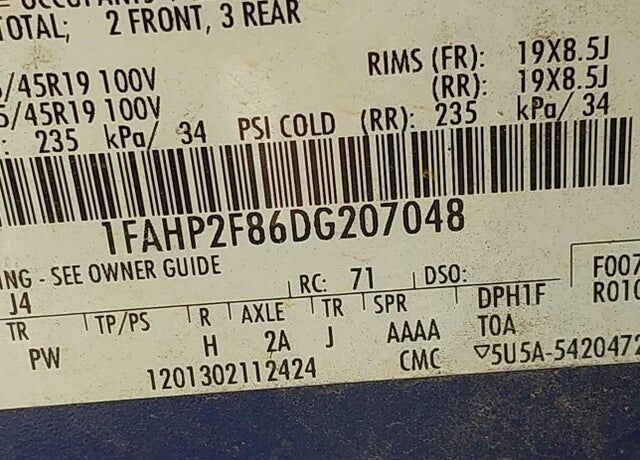 TOTAL; 2 FRONT, 3 REAR
/45R19 100V RIMS (FR): 19X8.5J
5/45R19 100V (RR): 19X8.5J
: 235 kPa/ 34 PSI COLD (RR): 235 kPa/ 34
1FAHP2F86DG207048
NG - SEE OWNER GUIDE
J4 RC: 71 DSO: F007
TR TP/PS R AXLE TR SPR DPH1F R010
PW H 2A J AAAA TOA
1201302112424 CMC ▽5U5A-5420472